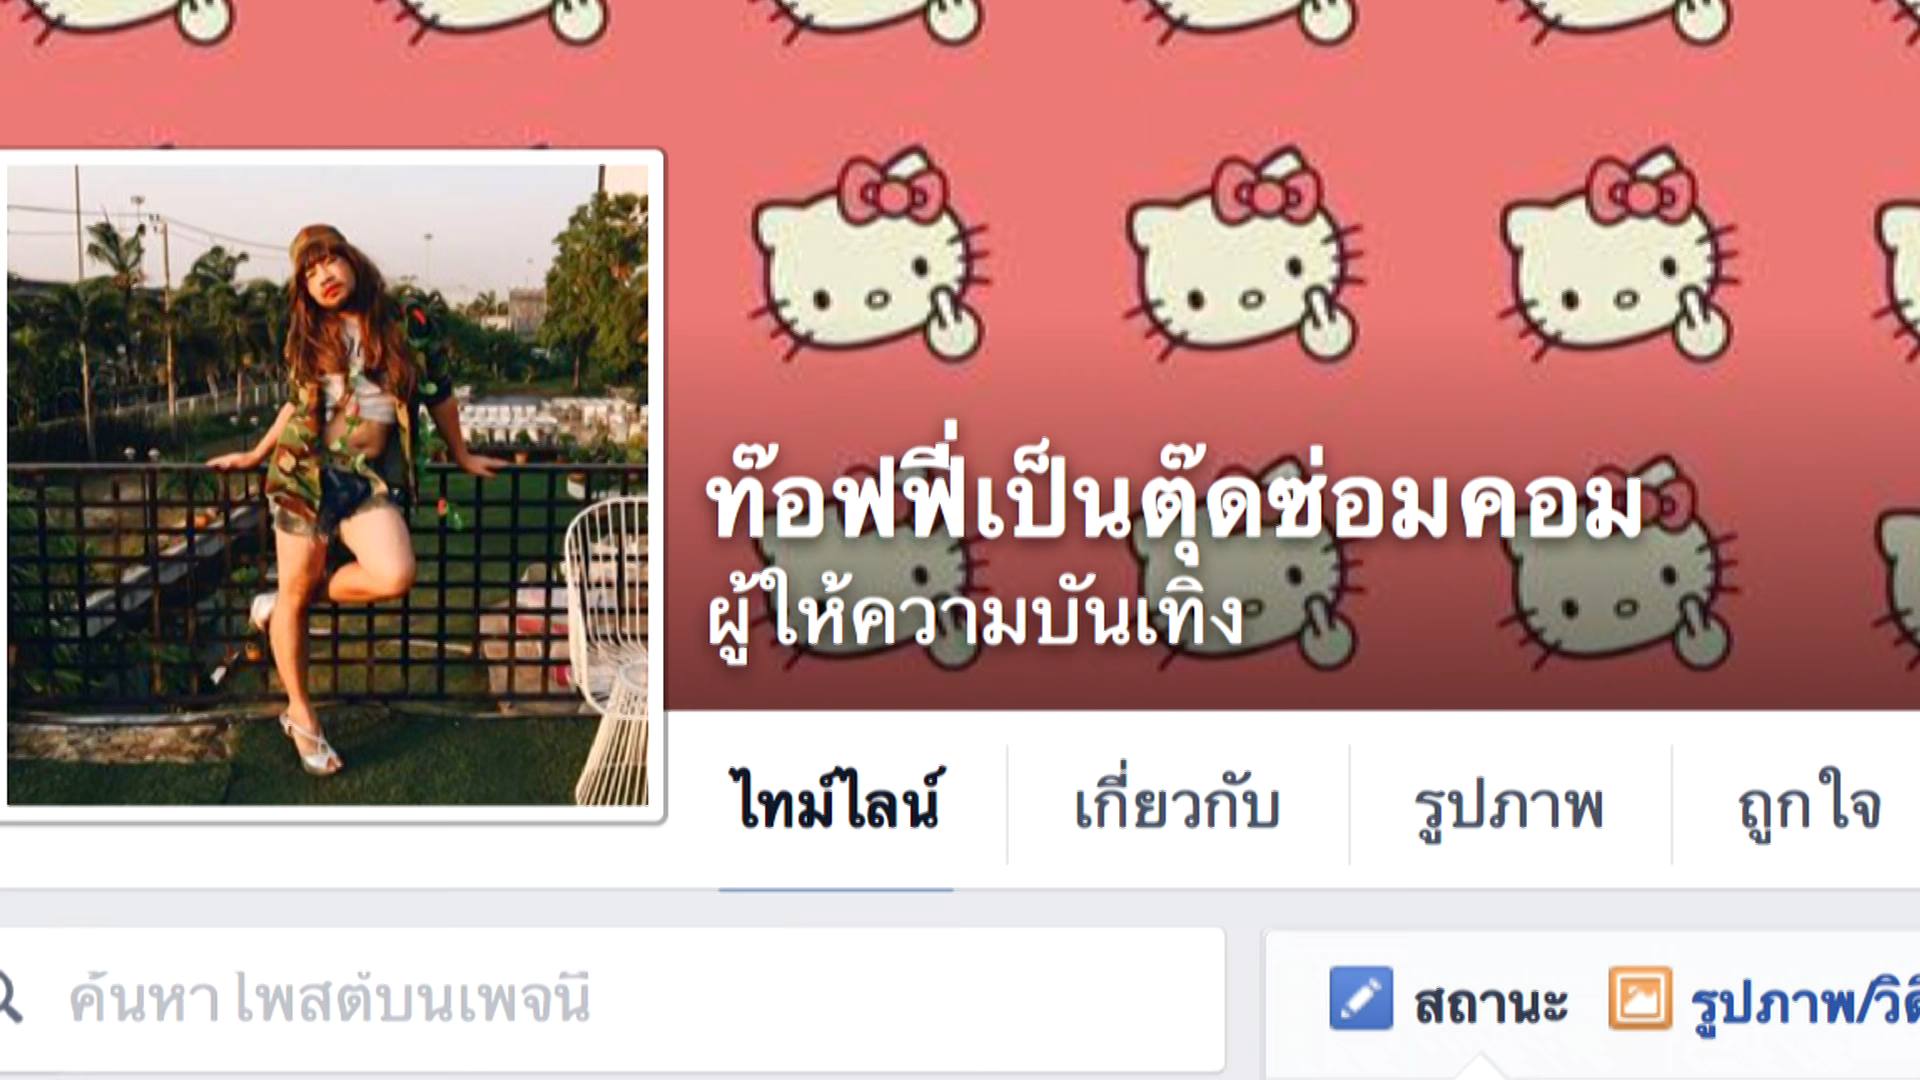 ท๊อฟฟี่เป็นตุ๊ดซ่อมคอม
ผู้ให้ความบันเทิง
ไทม์ไลน์ เกี่ยวกับ รูปภาพ ถูกใจ
ค้นหาโพสต์บนเพจนี้
สถานะ รูปภาพ/วิดี